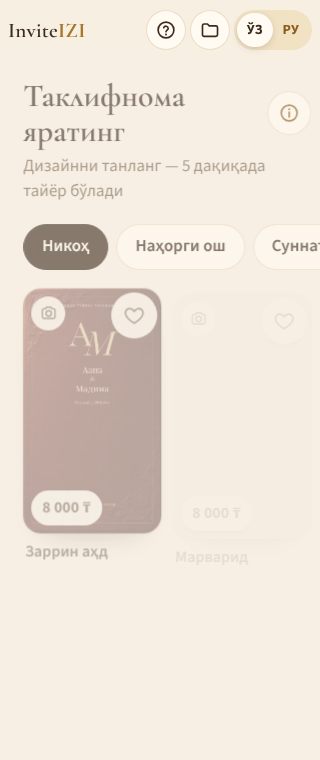 InviteIZI
ЎЗ РУ
Таклифнома
яратинг
Дизайнни танланг — 5 дақиқада
тайёр бўлади
Никоҳ Наҳорги ош Суннат
AM
Мадина
8 000 ₸ 8 000 ₸
Заррин аҳд Марварид